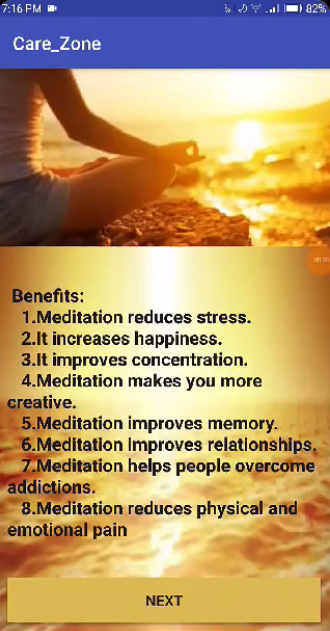 7:16 PM 82%
Care_Zone
Benefits:
1.Meditation reduces stress.
2.It increases happiness.
3.It improves concentration.
4.Meditation makes you more
creative.
5.Meditation improves memory.
6.Meditation improves relationships.
7.Meditation helps people overcome
addictions.
8.Meditation reduces physical and
emotional pain
NEXT